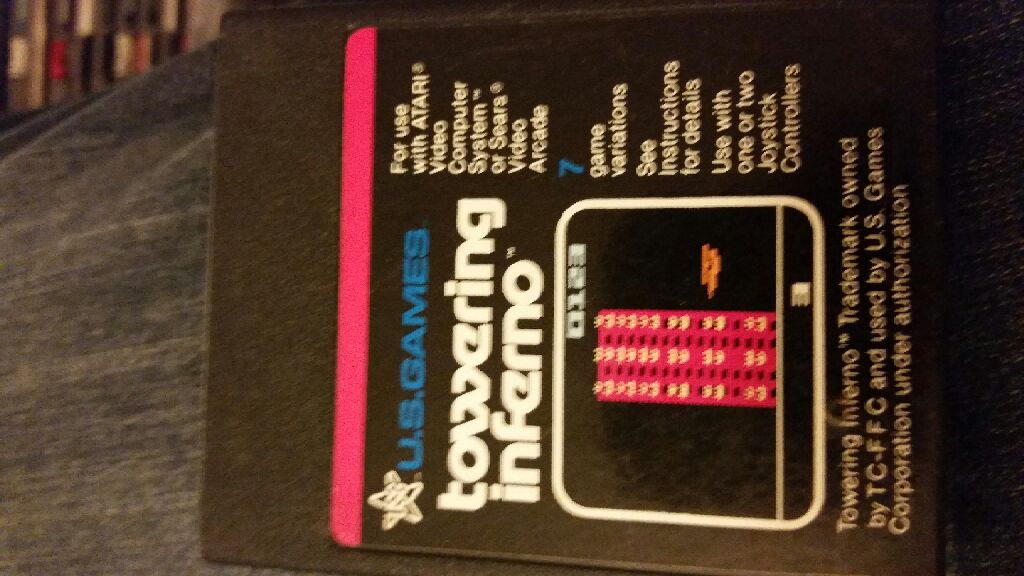 U.S.GAMES
towering
inferno™
For use
with ATARI®
Video
Computer
System™
or Sears®
Video
Arcade
7
game
variations
See
Instructions
for details
Use with
one or two
Joystick
Controllers
0123
3
Towering Inferno™ Trademark owned
by TC-F F C and used by U.S. Games
Corporation under authorization